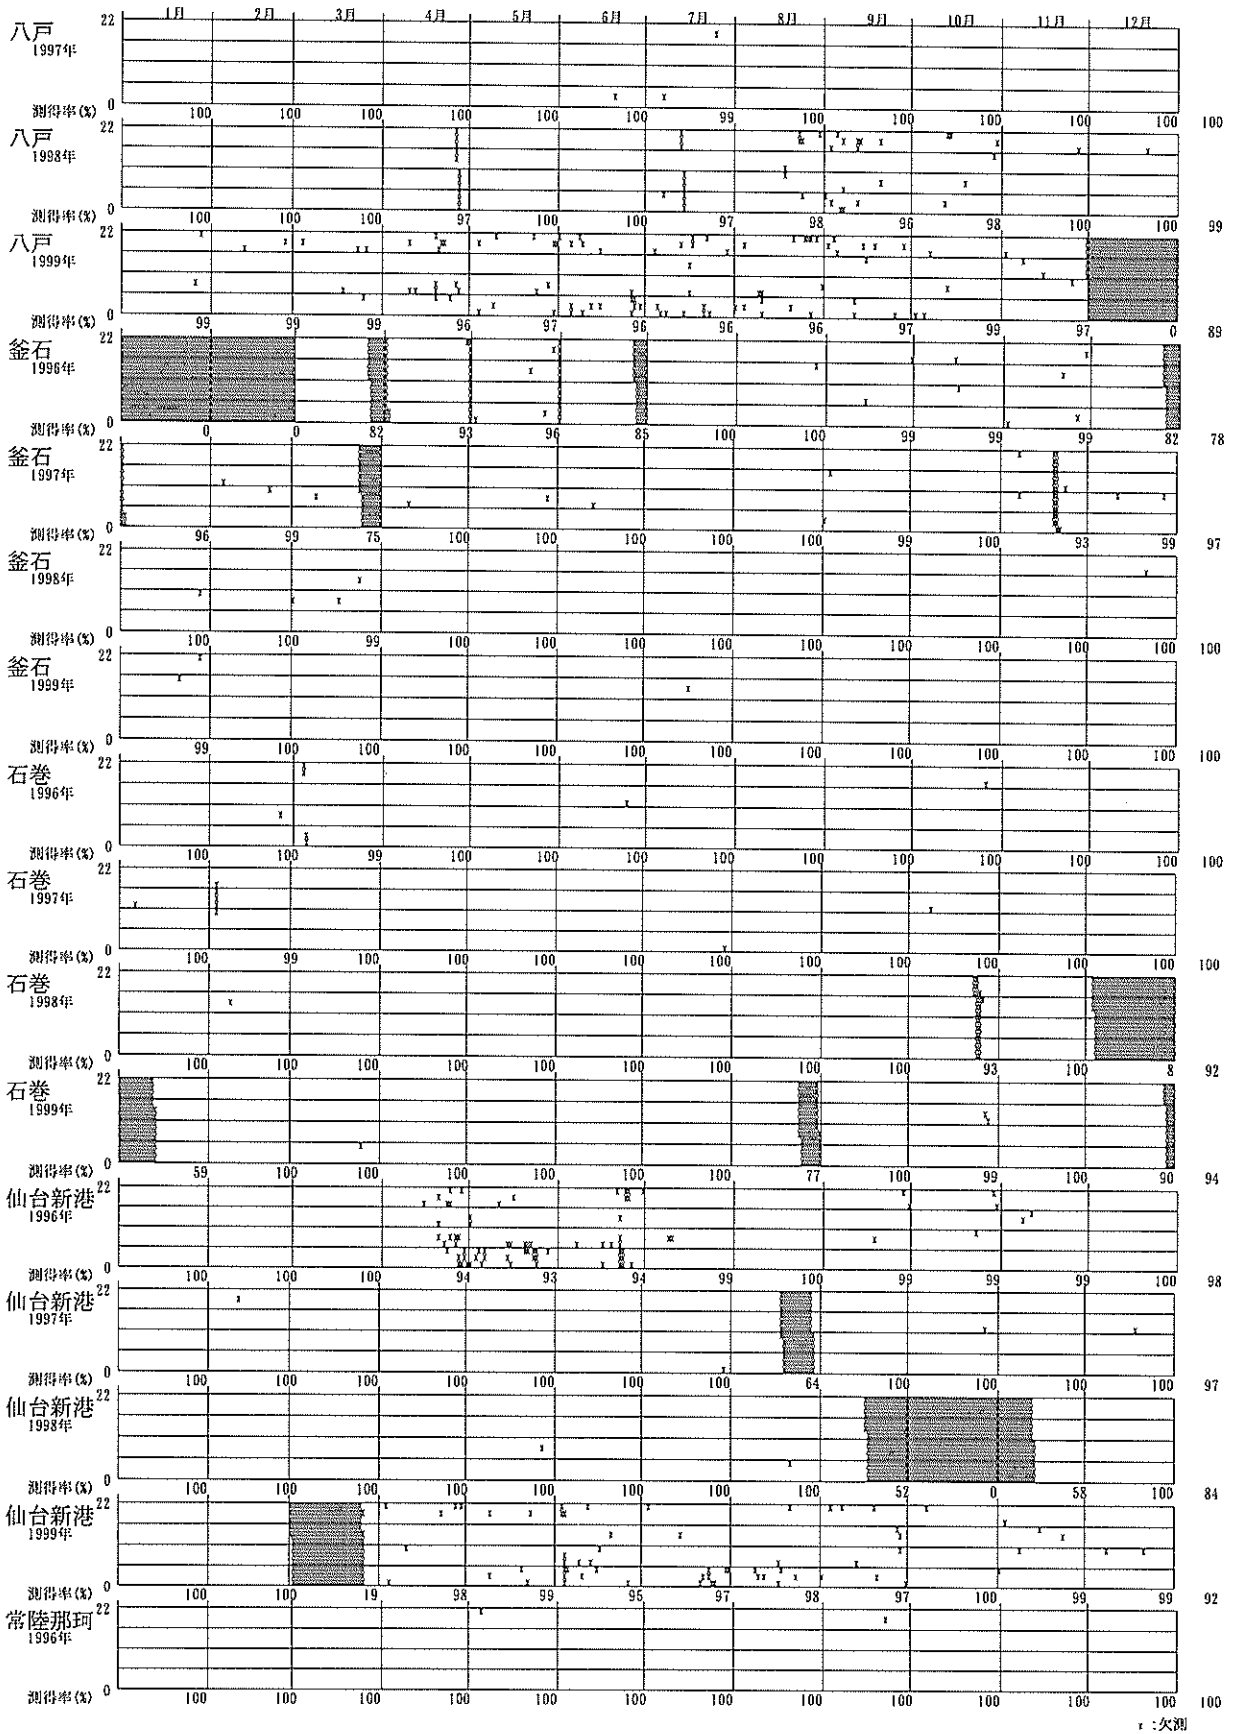 1月 2月 3月 4月 5月 6月 7月 8月 9月 10月 11月 12月
八戸 22
1997年
0
測得率(%) 100 100 100 100 100 100 99 100 100 100 100 100 100
八戸 22
1998年
0
測得率(%) 100 100 100 97 100 100 97 98 96 98 100 100 99
八戸 22
1999年
0
測得率(%) 99 99 99 96 97 96 96 96 97 99 97 0 89
釜石 22
1996年
0
測得率(%) 0 0 82 93 96 85 100 100 99 99 99 82 78
釜石 22
1997年
0
測得率(%) 96 99 75 100 100 100 100 100 99 100 93 99 97
釜石 22
1998年
0
測得率(%) 100 100 99 100 100 100 100 100 100 100 100 100 100
釜石 22
1999年
0
測得率(%) 99 100 100 100 100 100 100 100 100 100 100 100 100
石巻 22
1996年
0
測得率(%) 100 100 99 100 100 100 100 100 100 100 100 100 100
石巻 22
1997年
0
測得率(%) 100 99 100 100 100 100 100 100 100 100 100 100 100
石巻 22
1998年
0
測得率(%) 100 100 100 100 100 100 100 100 100 93 100 8 92
石巻 22
1999年
0
測得率(%) 59 100 100 100 100 100 100 77 100 99 100 90 94
仙台新港 22
1996年
0
測得率(%) 100 100 100 94 93 94 99 100 99 99 99 100 98
仙台新港 22
1997年
0
測得率(%) 100 100 100 100 100 100 100 64 100 100 100 100 97
仙台新港 22
1998年
0
測得率(%) 100 100 100 100 100 100 100 100 52 0 58 100 84
仙台新港 22
1999年
0
測得率(%) 100 100 19 98 99 95 97 98 97 100 99 99 92
常陸那珂 22
1996年
0
測得率(%) 100 100 100 100 100 100 100 100 100 100 100 100 100
x :欠測